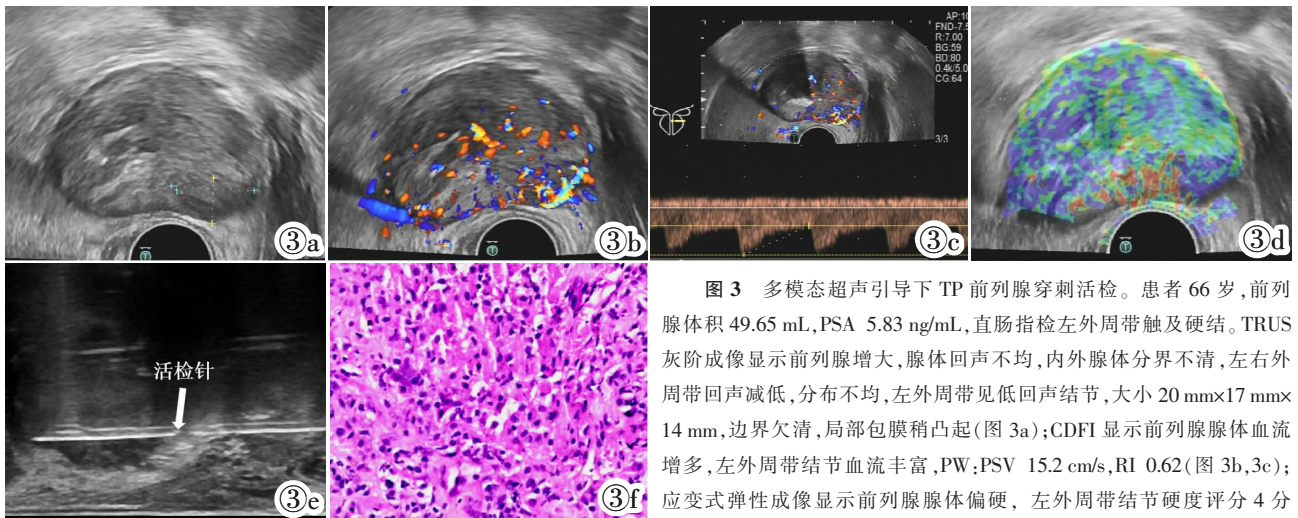 ③a
③b
AP:10
FND-7.5
R:7.00
BG:59
BD:80
0.4k/5.0
CG:64
3/3
③c
③d
活检针
③e
③f
图 3 多模态超声引导下 TP 前列腺穿刺活检。患者 66 岁,前列
腺体积 49.65 mL,PSA 5.83 ng/mL,直肠指检左外周带触及硬结。TRUS
灰阶成像显示前列腺增大,腺体回声不均,内外腺体分界不清,左右外
周带回声减低,分布不均,左外周带见低回声结节,大小 20 mm×17 mm×
14 mm,边界欠清,局部包膜稍凸起(图 3a);CDFI 显示前列腺腺体血流
增多,左外周带结节血流丰富,PW:PSV 15.2 cm/s,RI 0.62(图 3b,3c);
应变式弹性成像显示前列腺腺体偏硬,左外周带结节硬度评分 4 分